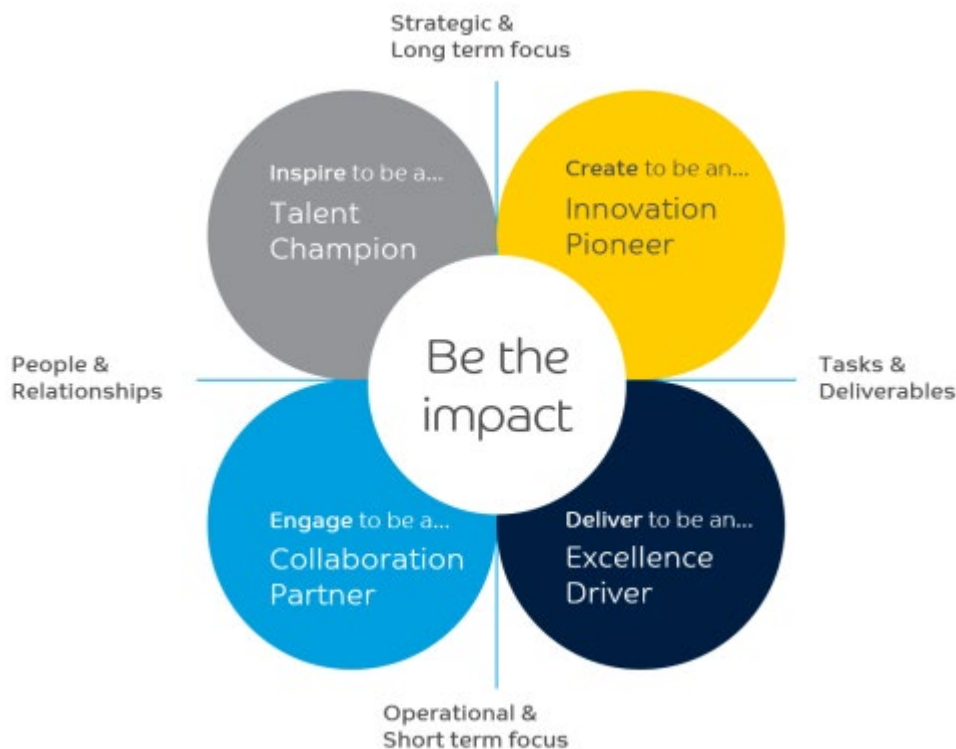 Strategic &
Long term focus
Inspire to be a...
Talent
Champion
Create to be an...
Innovation
Pioneer
People &
Relationships
Be the
impact
Tasks &
Deliverables
Engage to be a...
Collaboration
Partner
Deliver to be an...
Excellence
Driver
Operational &
Short term focus